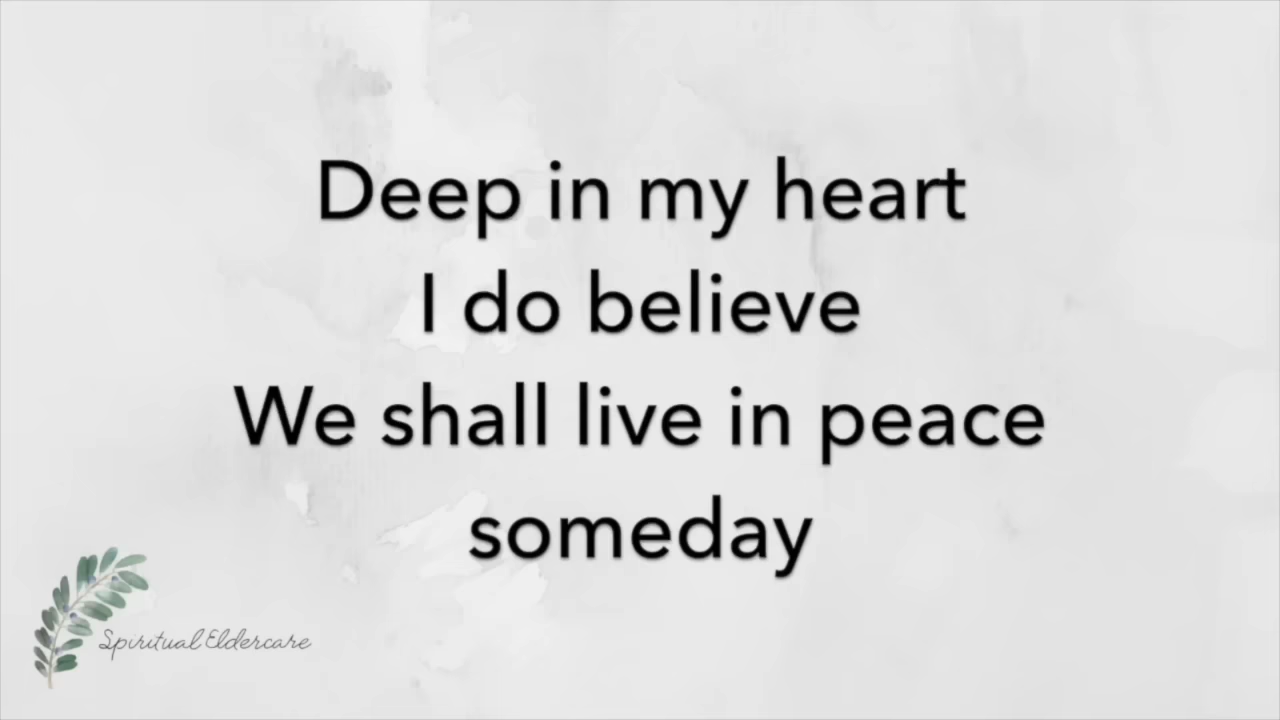 Deep in my heart
I do believe
We shall live in peace
someday
Spiritual Eldercare